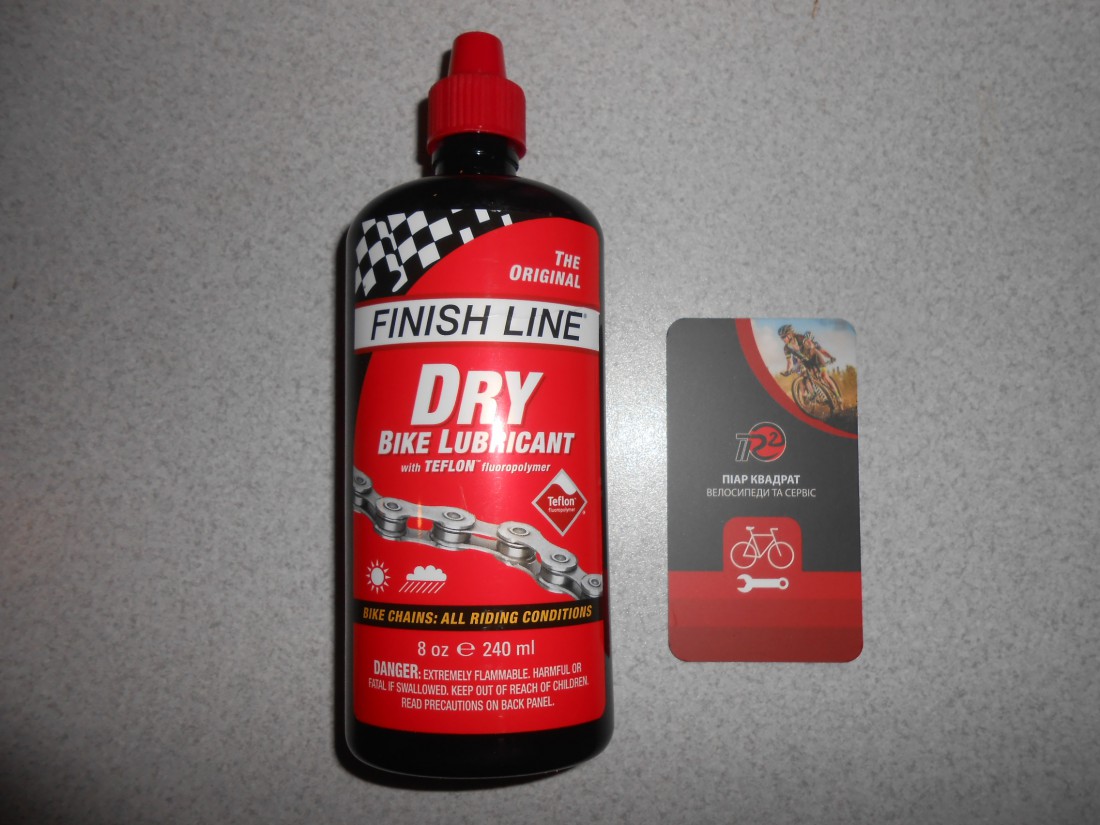 THE
ORIGINAL
FINISH LINE®
DRY
BIKE LUBRICANT
with TEFLON™ fluoropolymer
Teflon®
fluoropolymer
BIKE CHAINS: ALL RIDING CONDITIONS
8 oz ℮ 240 ml
DANGER: EXTREMELY FLAMMABLE. HARMFUL OR
FATAL IF SWALLOWED. KEEP OUT OF REACH OF CHILDREN.
READ PRECAUTIONS ON BACK PANEL.
ПІАР КВАДРАТ
ВЕЛОСИПЕДИ ТА СЕРВІС